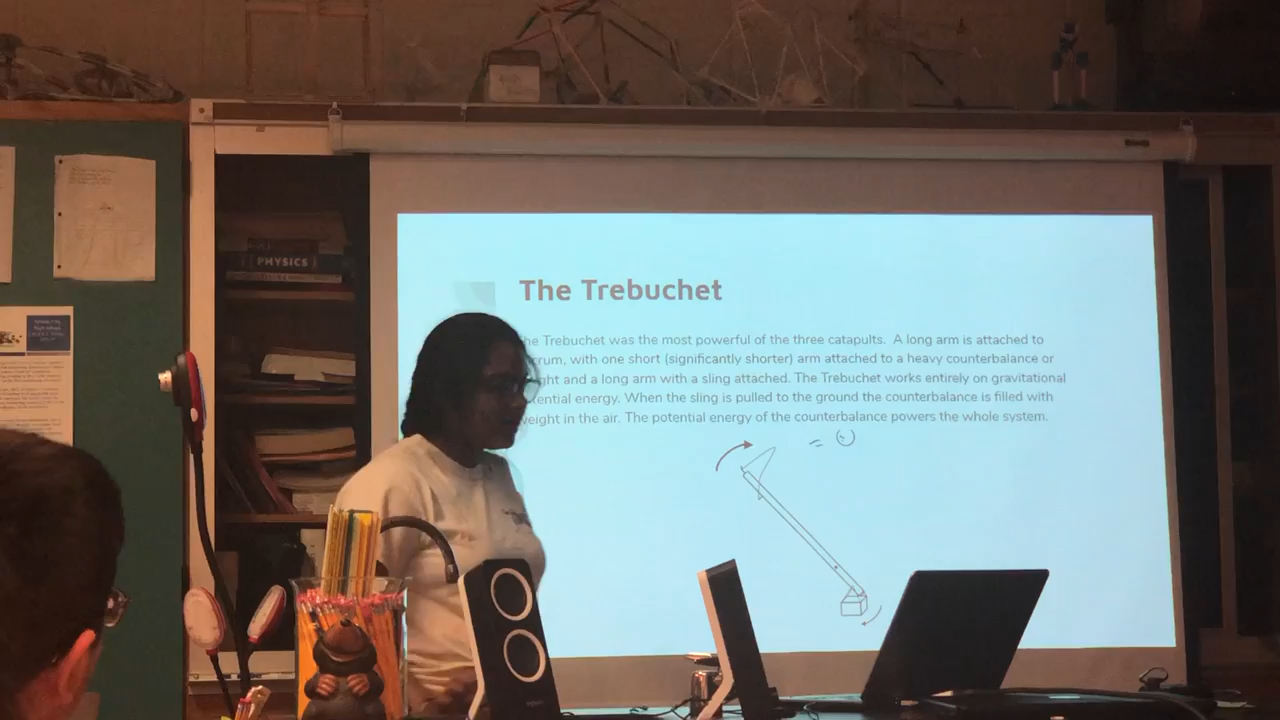 PHYSICS
The Trebuchet
he Trebuchet was the most powerful of the three catapults. A long arm is attached to
crum, with one short (significantly shorter) arm attached to a heavy counterbalance or
ght and a long arm with a sling attached. The Trebuchet works entirely on gravitational
tential energy. When the sling is pulled to the ground the counterbalance is filled with
weight in the air. The potential energy of the counterbalance powers the whole system.